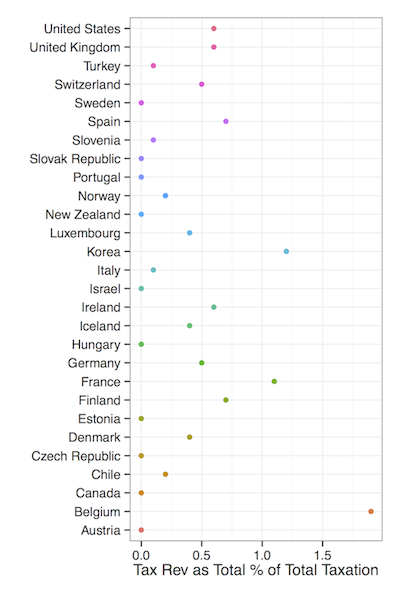 United States
United Kingdom
Turkey
Switzerland
Sweden
Spain
Slovenia
Slovak Republic
Portugal
Norway
New Zealand
Luxembourg
Korea
Italy
Israel
Ireland
Iceland
Hungary
Germany
France
Finland
Estonia
Denmark
Czech Republic
Chile
Canada
Belgium
Austria
0.0 0.5 1.0 1.5
Tax Rev as Total % of Total Taxation